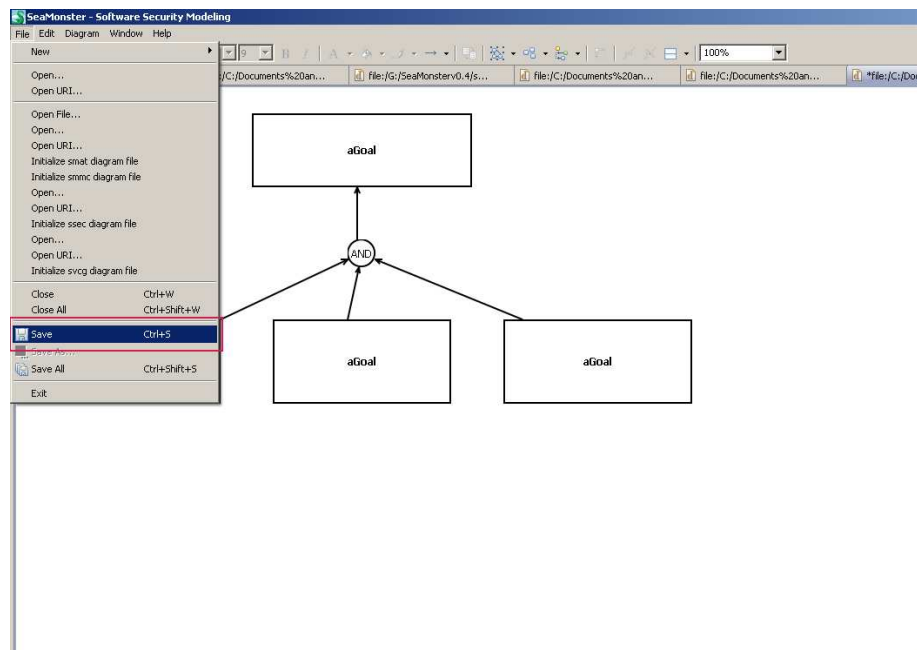 SeaMonster - Software Security Modeling
File Edit Diagram Window Help
New
9 B I A 100%
Open...
:/C:/Documents%20an... file:/G:/SeaMonsterv0.4/s... file:/C:/Documents%20an... file:/C:/Documents%20an... *file:/C:/Do
Open URI...
Open File...
Open...
Open URI...
Initialize smat diagram file
Initialize smmc diagram file
Open...
Open URI...
Initialize ssec diagram file
Open...
Open URI...
Initialize svcg diagram file
Close Ctrl+W
Close All Ctrl+Shift+W
Save Ctrl+S
Save As...
Save All Ctrl+Shift+S
Exit
aGoal
AND
aGoal aGoal